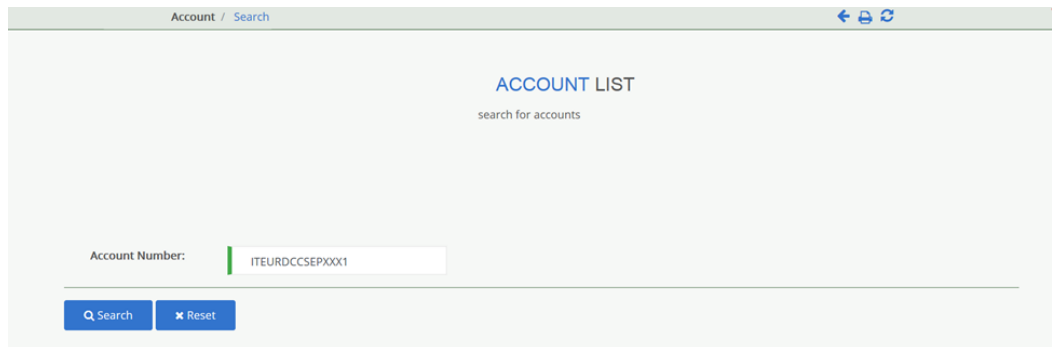 Account / Search
ACCOUNT LIST
search for accounts
Account Number: ITEURDCCSEPXXX1
Search Reset